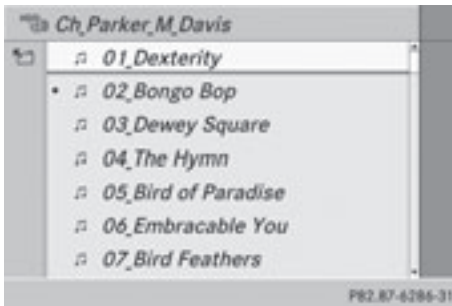 Ch_Parker_M_Davis
01_Dexterity
02_Bongo Bop
03_Dewey Square
04_The Hymn
05_Bird of Paradise
06_Embracable You
07_Bird Feathers
P82.87-6286-31